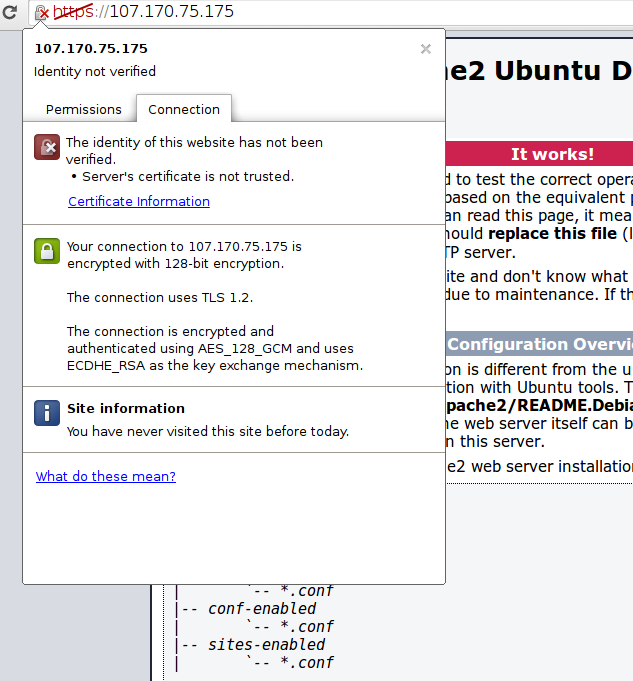 https://107.170.75.175
107.170.75.175
Identity not verified
Permissions
Connection
The identity of this website has not been
verified.
• Server's certificate is not trusted.
Certificate Information
Your connection to 107.170.75.175 is
encrypted with 128-bit encryption.
The connection uses TLS 1.2.
The connection is encrypted and
authenticated using AES_128_GCM and uses
ECDHE_RSA as the key exchange mechanism.
Site information
You have never visited this site before today.
What do these mean?
he2 Ubuntu D
It works!
d to test the correct opera
based on the equivalent p
an read this page, it mea
hould replace this file (l
TP server.
ite and don't know what
due to maintenance. If th
Configuration Overvie
on is different from the u
tion with Ubuntu tools. T
pache2/README.Debia
he web server itself can b
n this server.
he2 web server installation
|       `-- *.conf
|-- conf-enabled
|       `-- *.conf
|-- sites-enabled
|       `-- *.conf